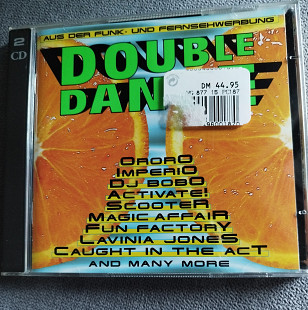 AUS DER FUNK- UND FERNSEHWERBUNG
2
CD
DOUBLE
DAN E
DM 44.95
ORORO
IMPERIO
DJ BOBO
ACTIVATE!
SCOOTER
MAGIC AFFAIR
FUN FACTORY
LAVINIA JONES
CAUGHT IN THE ACT
AND MANY MORE